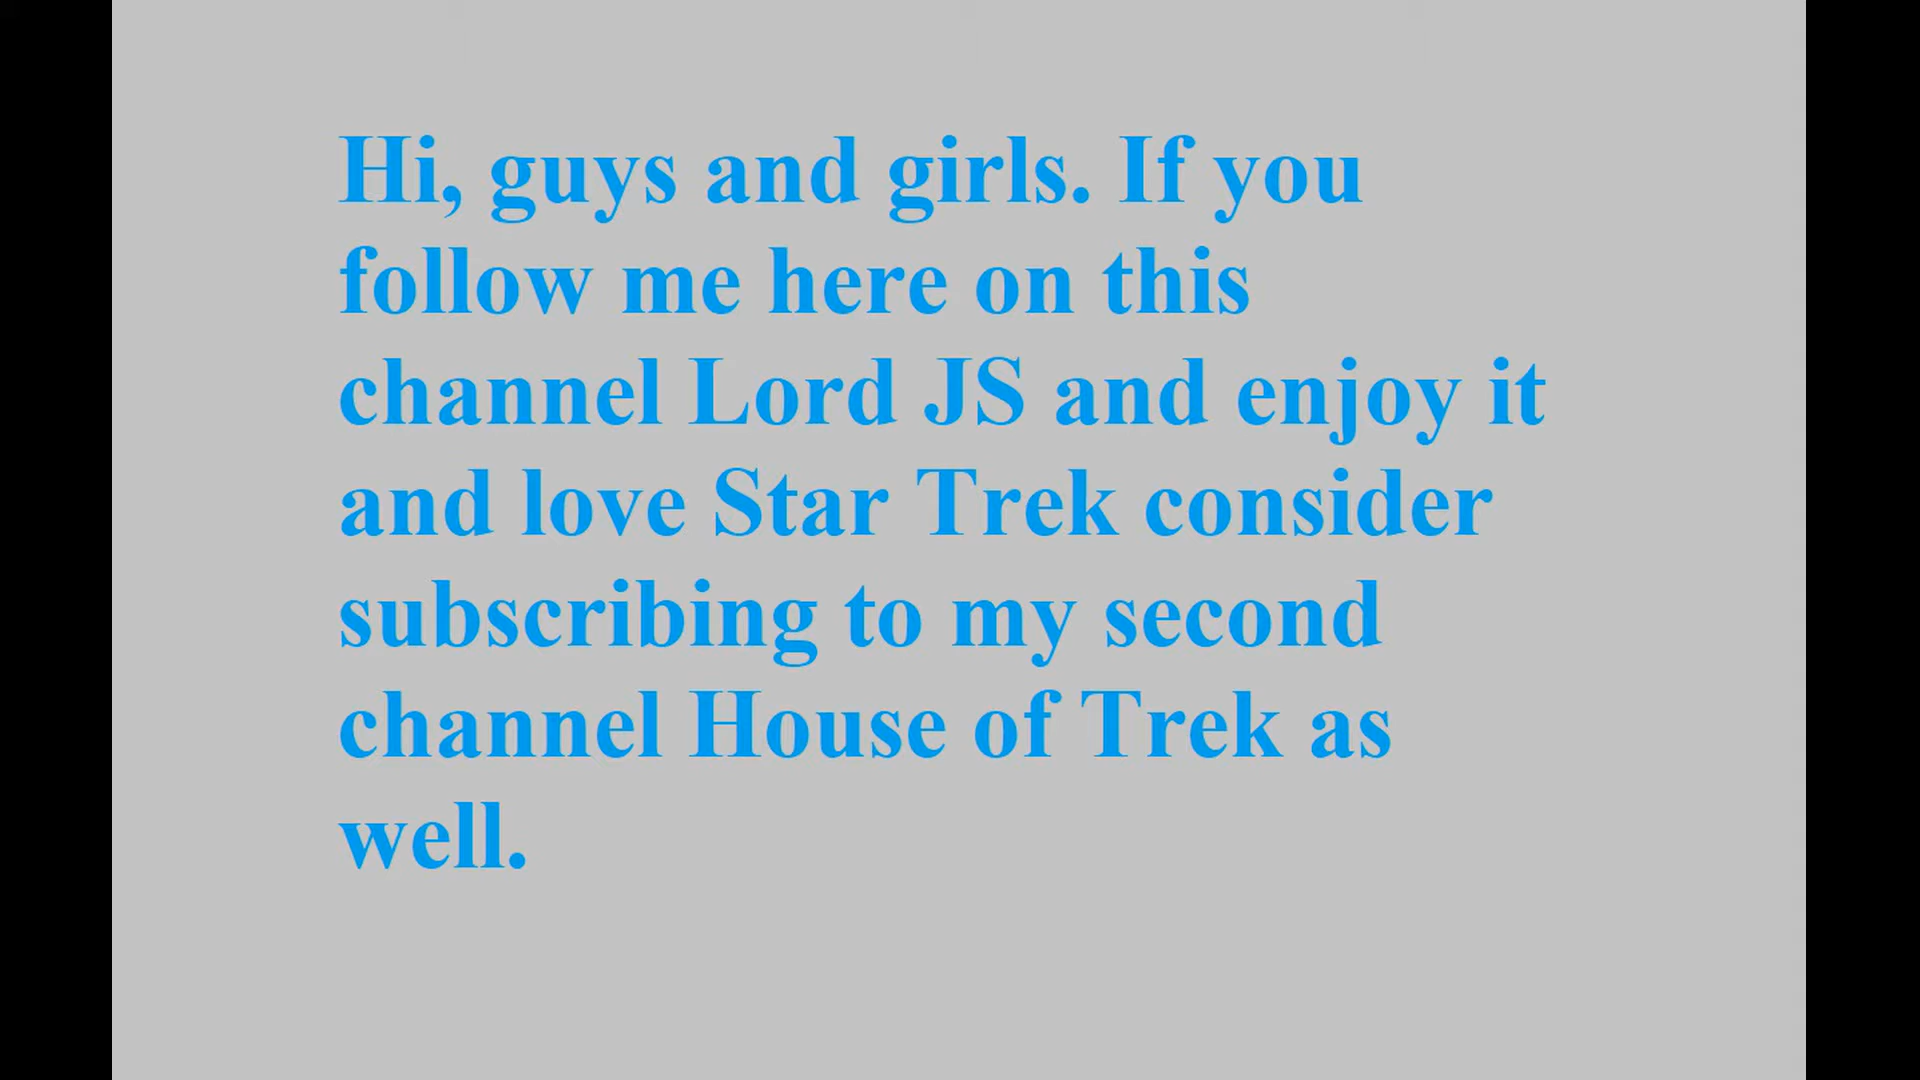 Hi, guys and girls. If you
follow me here on this
channel Lord JS and enjoy it
and love Star Trek consider
subscribing to my second
channel House of Trek as
well.